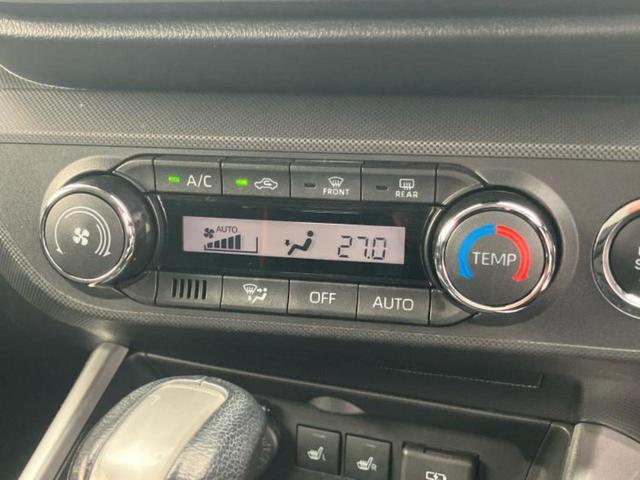 A/C
FRONT
REAR
AUTO
27.0
TEMP
OFF
AUTO
L
R